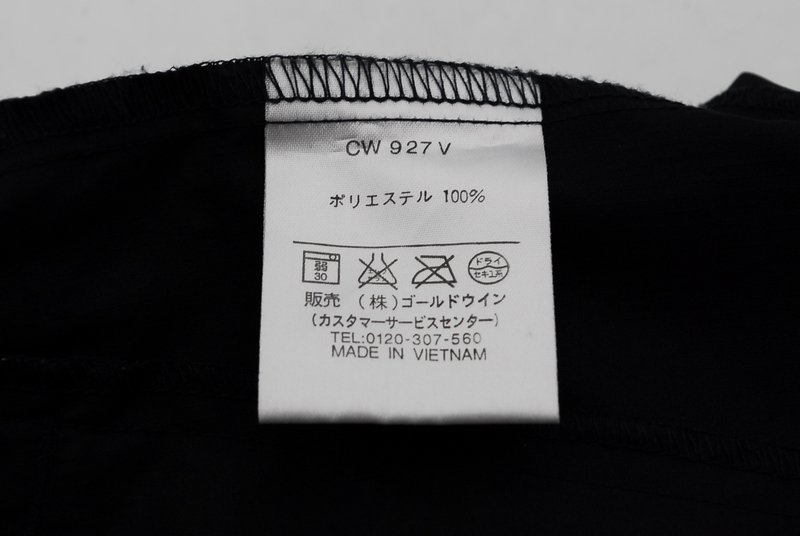 CW 927 V
ポリエステル 100%
弱
30
ドライ
セキユ系
販売 (株)ゴールドウイン
(カスタマーサービスセンター)
TEL:0120-307-560
MADE IN VIETNAM